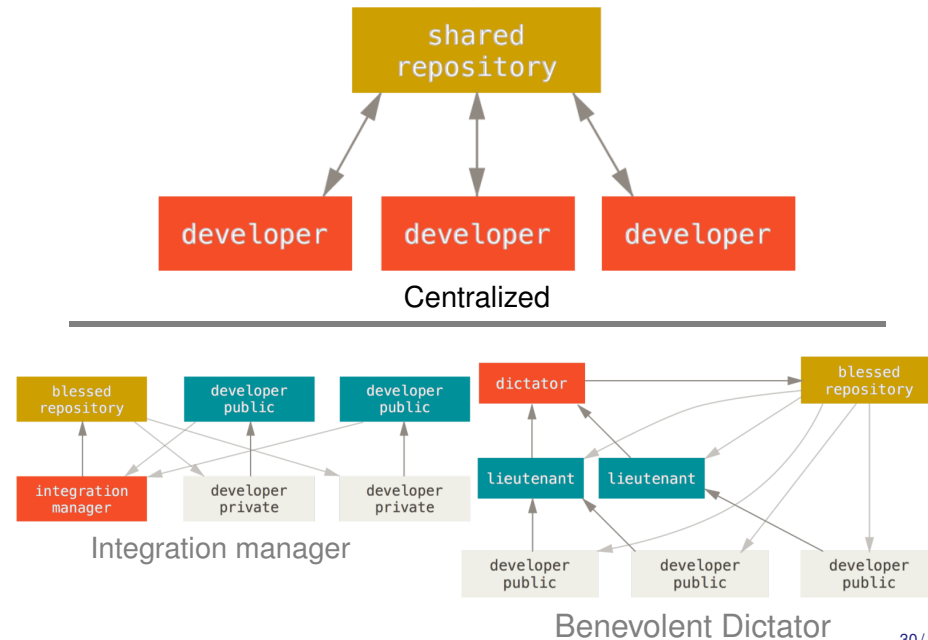 shared
repository
developer
developer
developer
Centralized
blessed
repository
developer
public
developer
public
integration
manager
developer
private
developer
private
Integration manager
dictator
blessed
repository
lieutenant
lieutenant
developer
public
developer
public
developer
public
Benevolent Dictator
30/